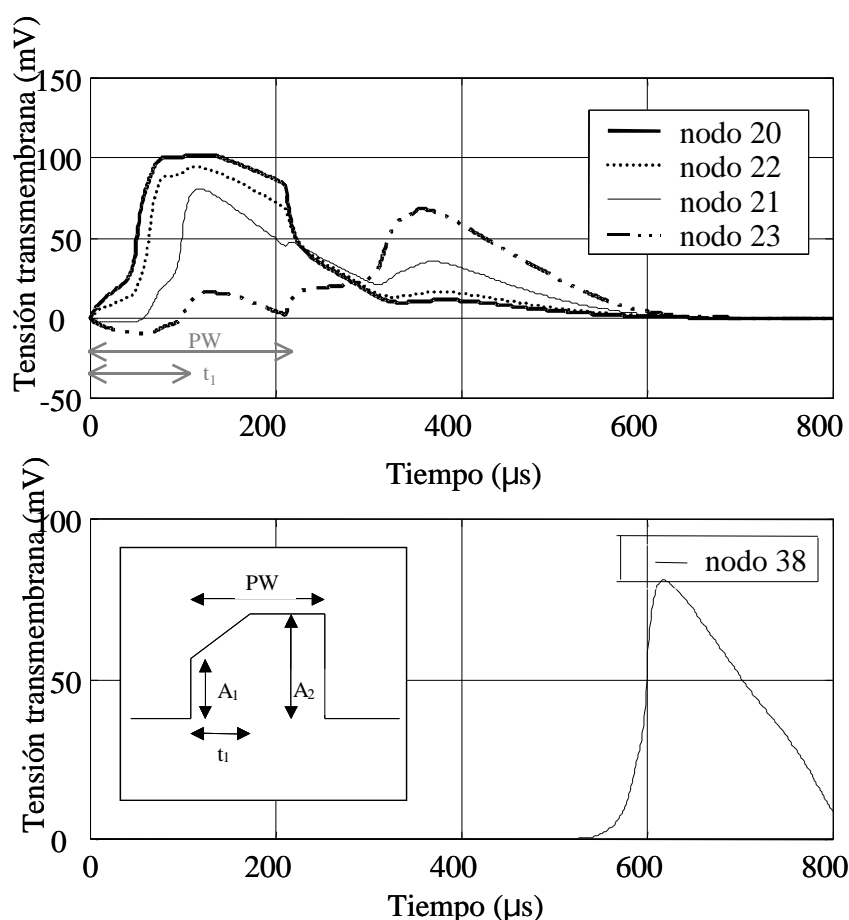 Tensión transmembrana (mV)
150
100
50
0
-50
nodo 20
nodo 22
nodo 21
nodo 23
PW
t1
0
200
400
600
800
Tiempo (µs)
Tensión transmembrana (mV)
100
50
0
nodo 38
PW
A1
A2
t1
0
200
400
600
800
Tiempo (µs)